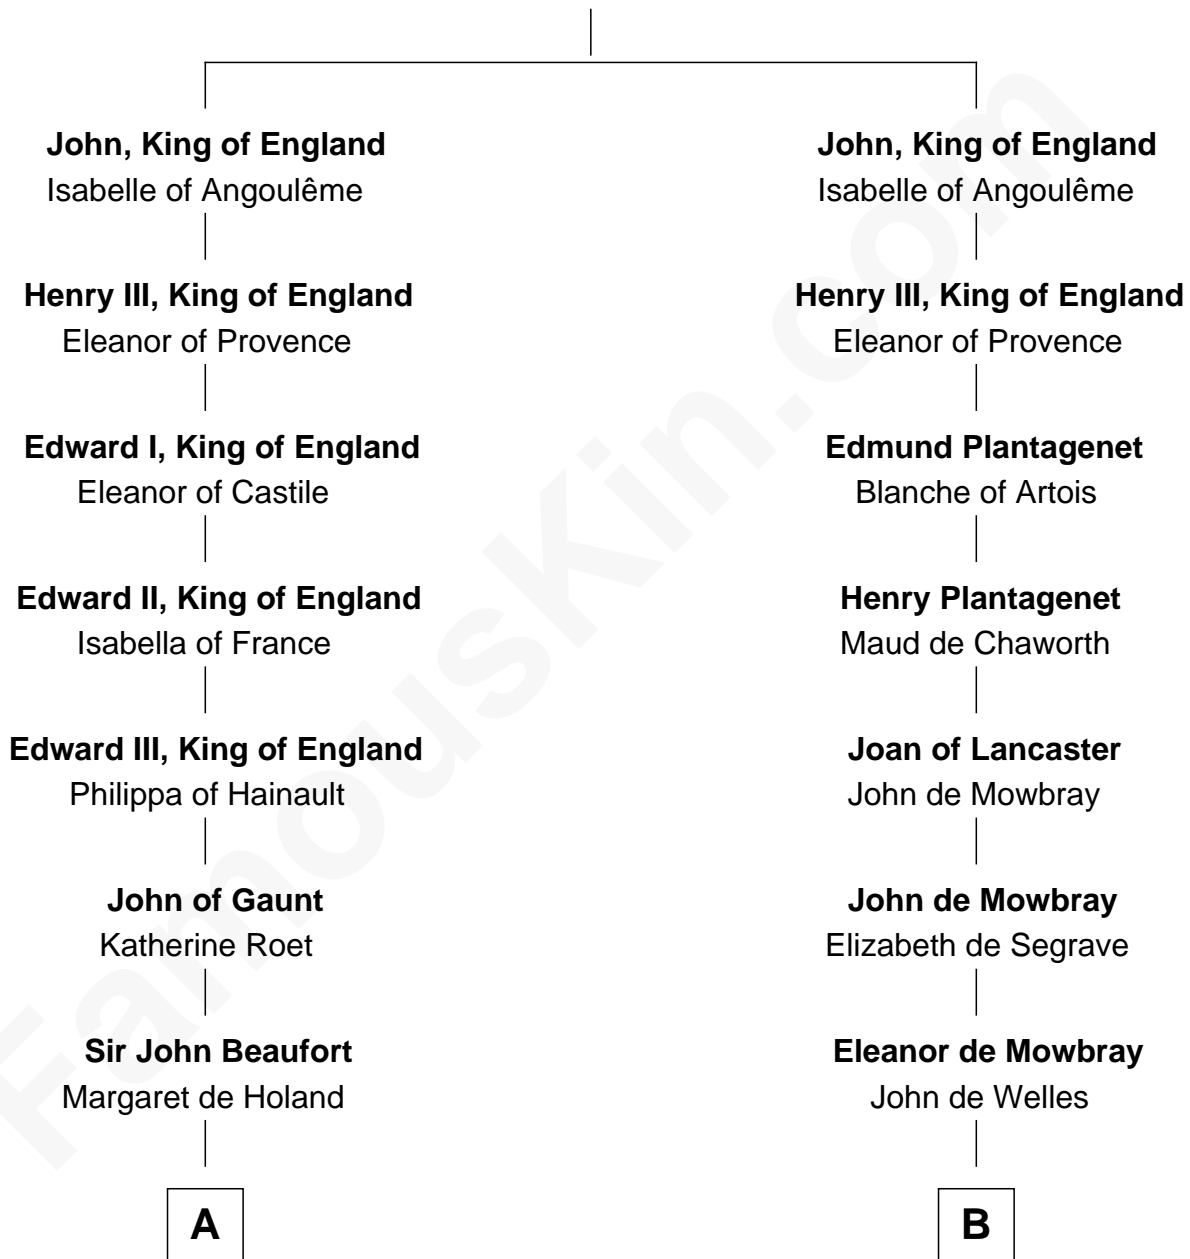 John, King of England
Isabelle of Angoulême
Henry III, King of England
Eleanor of Provence
Edward I, King of England
Eleanor of Castile
Edward II, King of England
Isabella of France
Edward III, King of England
Philippa of Hainault
John of Gaunt
Katherine Roet
Sir John Beaufort
Margaret de Holand
A
John, King of England
Isabelle of Angoulême
Henry III, King of England
Eleanor of Provence
Edmund Plantagenet
Blanche of Artois
Henry Plantagenet
Maud de Chaworth
Joan of Lancaster
John de Mowbray
John de Mowbray
Elizabeth de Segrave
Eleanor de Mowbray
John de Welles
B
FamousKin.com